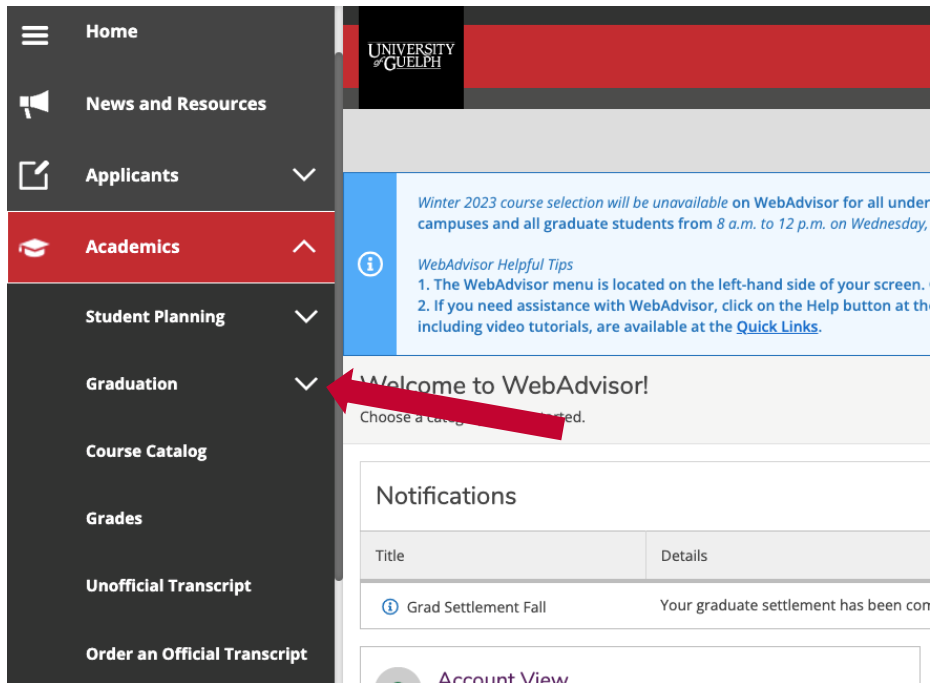 Home
News and Resources
Applicants
Academics
Student Planning
Graduation
Course Catalog
Grades
Unofficial Transcript
Order an Official Transcript
UNIVERSITY
of GUELPH
Winter 2023 course selection will be unavailable on WebAdvisor for all under
campuses and all graduate students from 8 a.m. to 12 p.m. on Wednesday,
WebAdvisor Helpful Tips
1. The WebAdvisor menu is located on the left-hand side of your screen.
2. If you need assistance with WebAdvisor, click on the Help button at the
including video tutorials, are available at the Quick Links.
Welcome to WebAdvisor!
Choose a
Notifications
Title Details
Grad Settlement Fall Your graduate settlement has been com
Account View